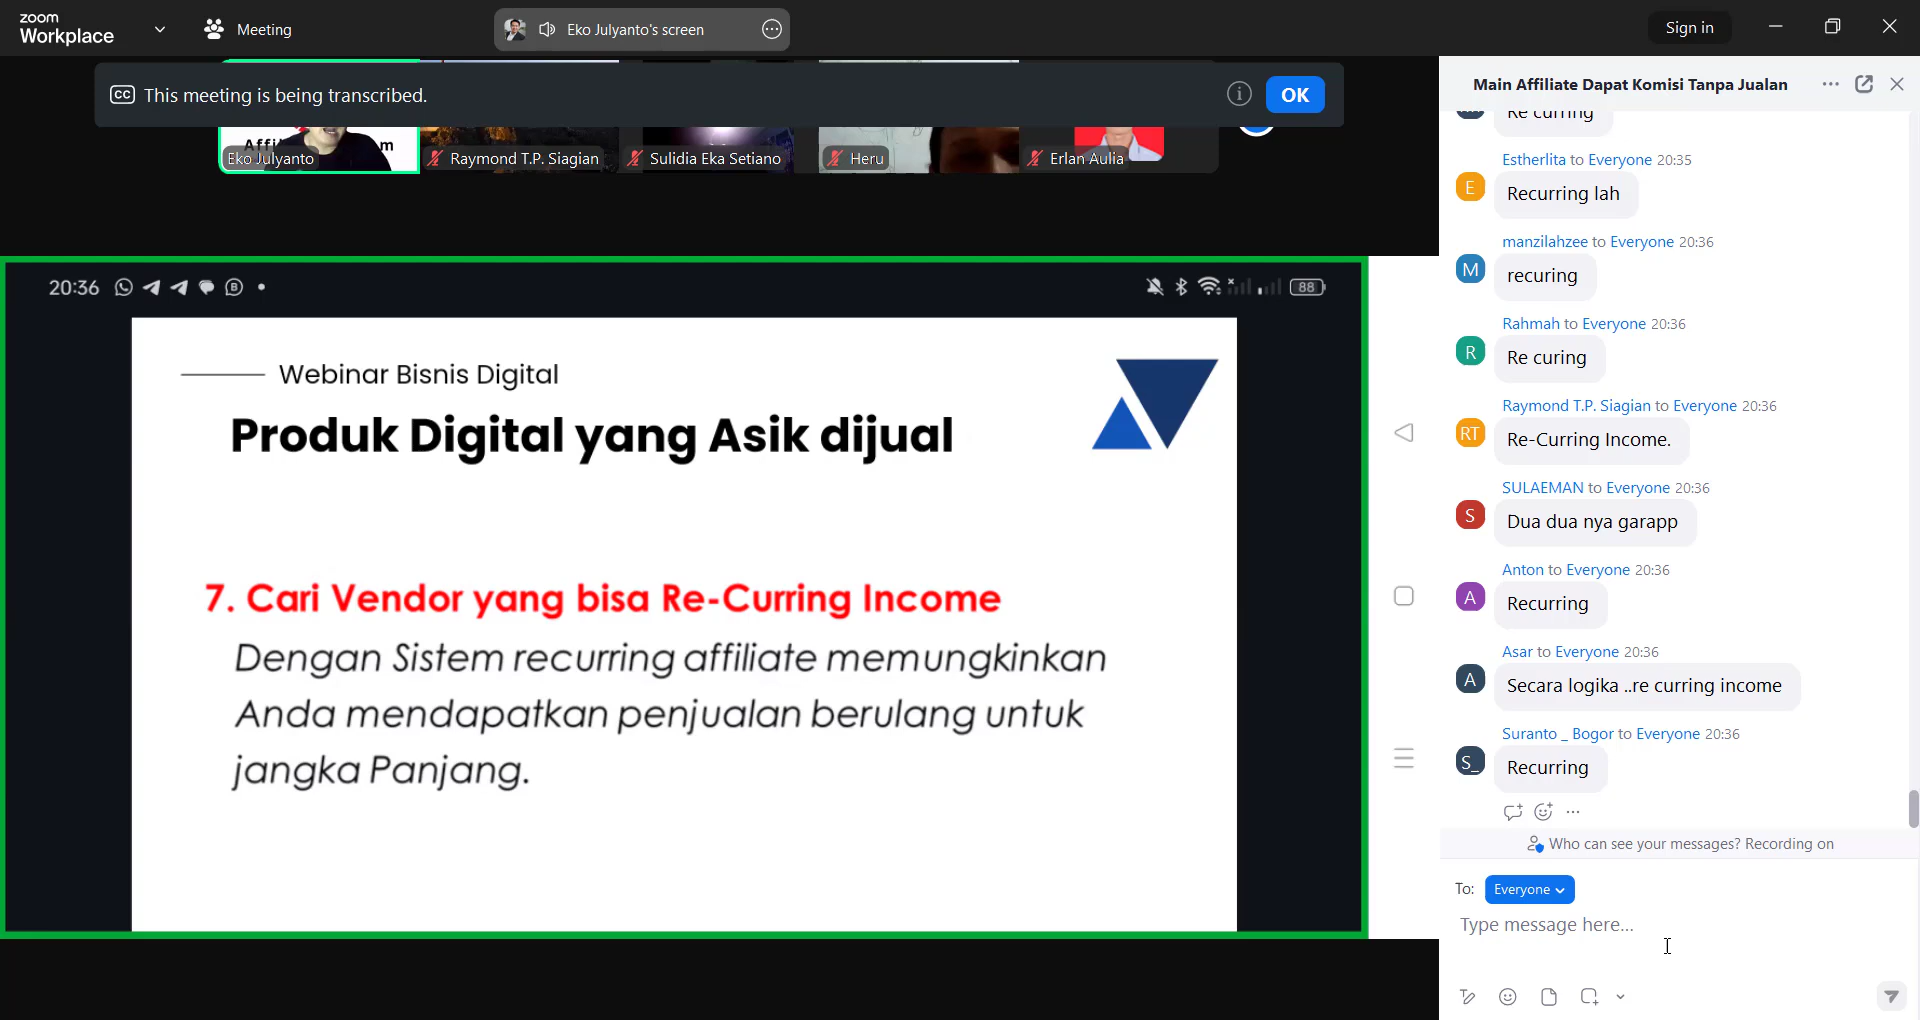 zoom
Workplace
Meeting
Eko Julyanto's screen
Sign in
CC This meeting is being transcribed.
OK
Affi m
Eko Julyanto
Raymond T.P. Siagian
Sulidia Eka Setiano
Heru
Erlan Aulia
20:36
88
Webinar Bisnis Digital
Produk Digital yang Asik dijual
7. Cari Vendor yang bisa Re-Curring Income
Dengan Sistem recurring affiliate memungkinkan
Anda mendapatkan penjualan berulang untuk
jangka Panjang.
Main Affiliate Dapat Komisi Tanpa Jualan
Re curring
Estherlita to Everyone 20:35
E
Recurring lah
manzilahzee to Everyone 20:36
M
recuring
Rahmah to Everyone 20:36
R
Re curing
Raymond T.P. Siagian to Everyone 20:36
RT
Re-Curring Income.
SULAEMAN to Everyone 20:36
S
Dua dua nya garapp
Anton to Everyone 20:36
A
Recurring
Asar to Everyone 20:36
A
Secara logika ..re curring income
Suranto _ Bogor to Everyone 20:36
S_
Recurring
Who can see your messages? Recording on
To: Everyone
Type message here...